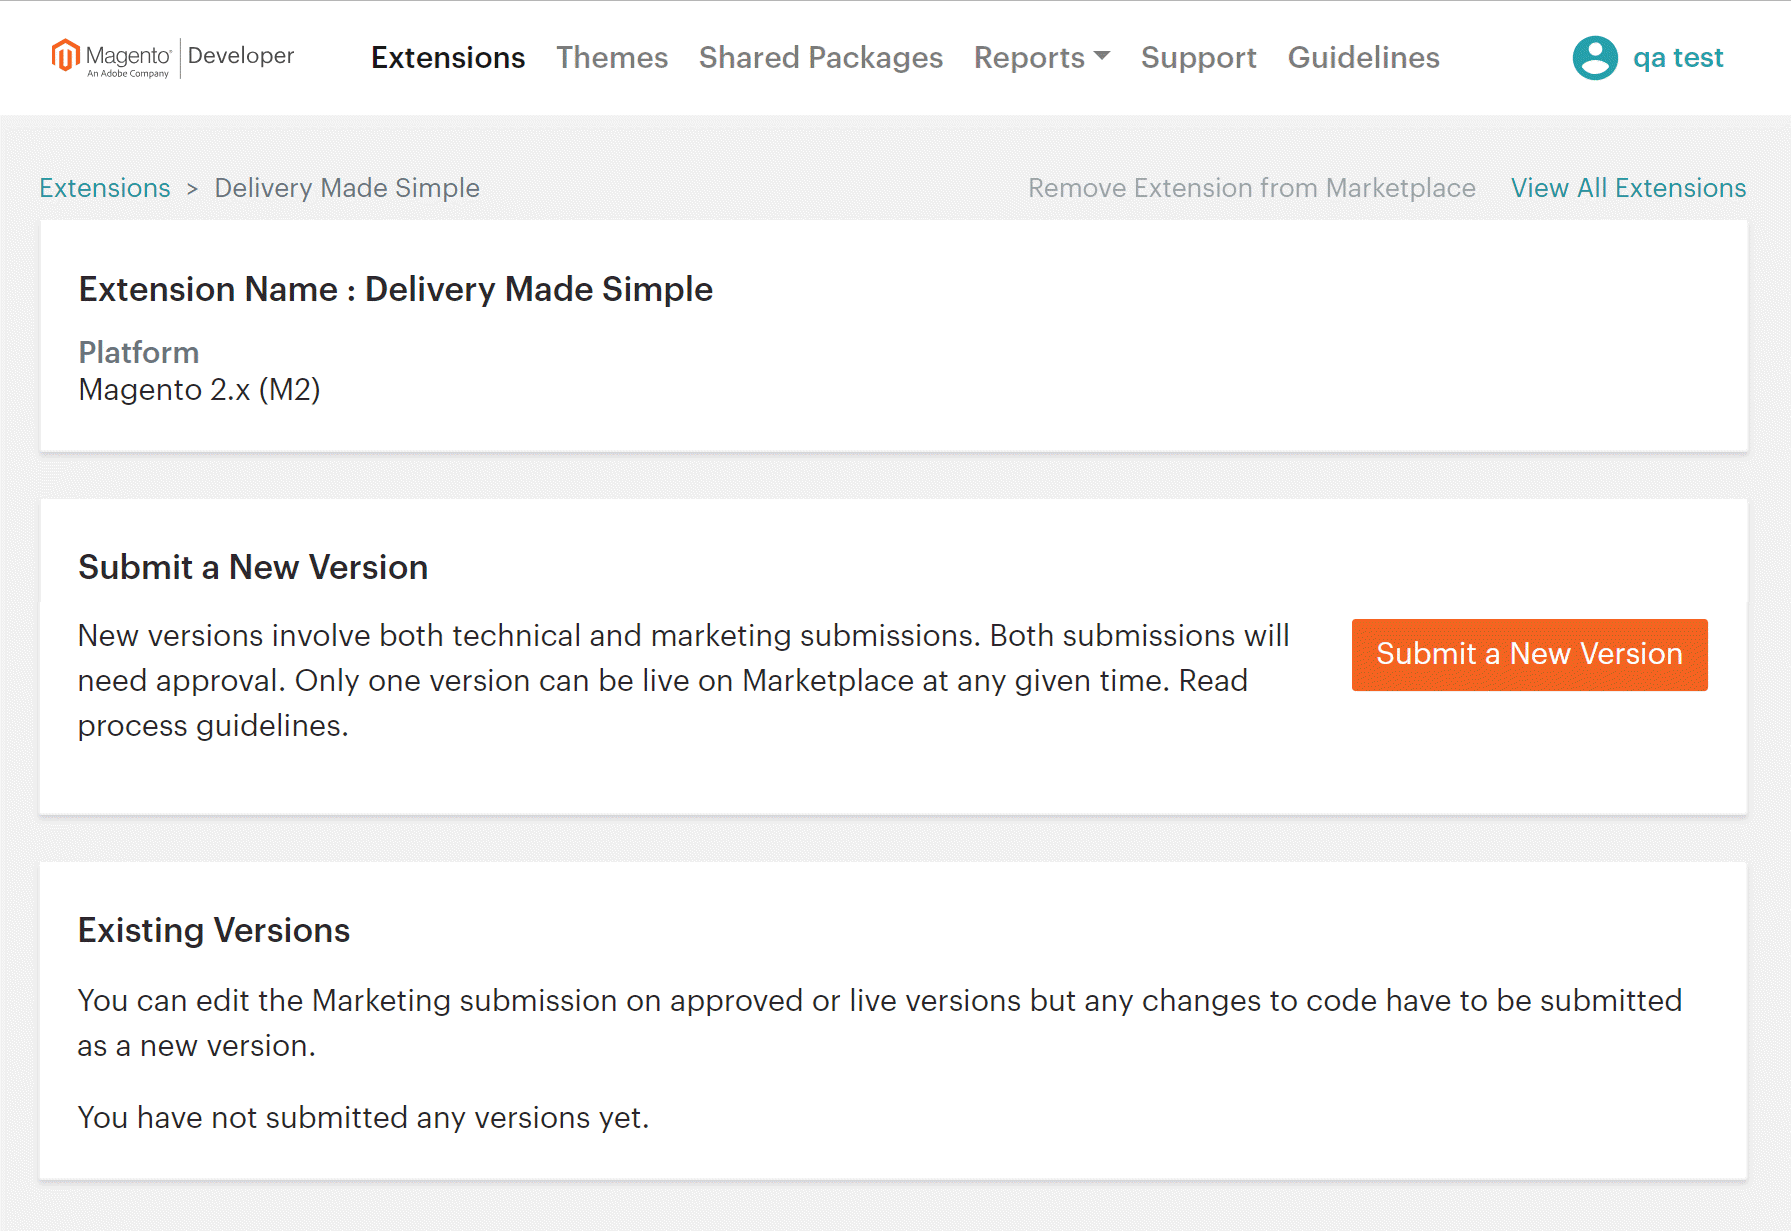 Magento
An Adobe Company
Developer
Extensions
Themes
Shared Packages
Reports
Support
Guidelines
qa test
Extensions > Delivery Made Simple
Remove Extension from Marketplace
View All Extensions
Extension Name : Delivery Made Simple
Platform
Magento 2.x (M2)
Submit a New Version
New versions involve both technical and marketing submissions. Both submissions will
need approval. Only one version can be live on Marketplace at any given time. Read
process guidelines.
Submit a New Version
Existing Versions
You can edit the Marketing submission on approved or live versions but any changes to code have to be submitted
as a new version.
You have not submitted any versions yet.